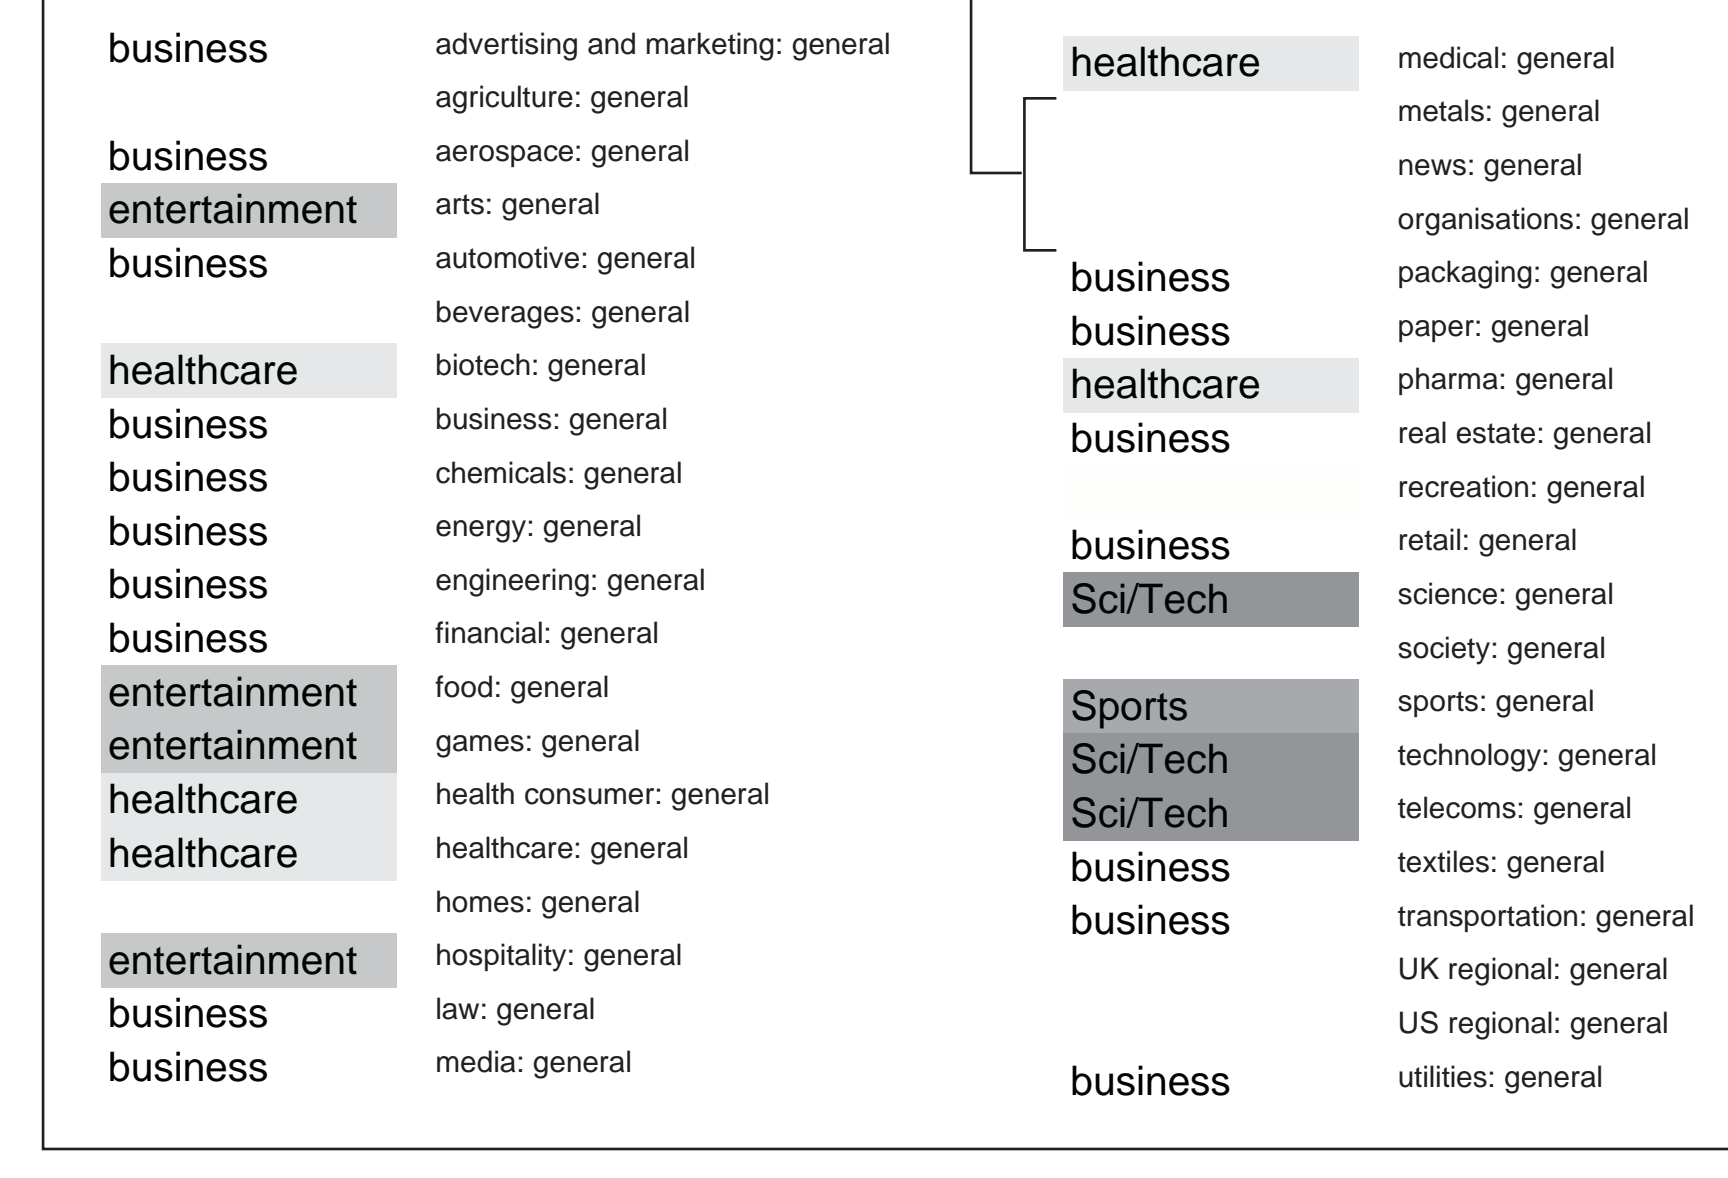 business advertising and marketing: general
agriculture: general
business aerospace: general
entertainment arts: general
business automotive: general
beverages: general
healthcare biotech: general
business business: general
business chemicals: general
business energy: general
business engineering: general
business financial: general
entertainment food: general
entertainment games: general
healthcare health consumer: general
healthcare healthcare: general
homes: general
entertainment hospitality: general
business law: general
business media: general
healthcare medical: general
metals: general
news: general
organisations: general
business packaging: general
business paper: general
healthcare pharma: general
business real estate: general
recreation: general
business retail: general
Sci/Tech science: general
society: general
Sports sports: general
Sci/Tech technology: general
Sci/Tech telecoms: general
business textiles: general
business transportation: general
UK regional: general
US regional: general
business utilities: general